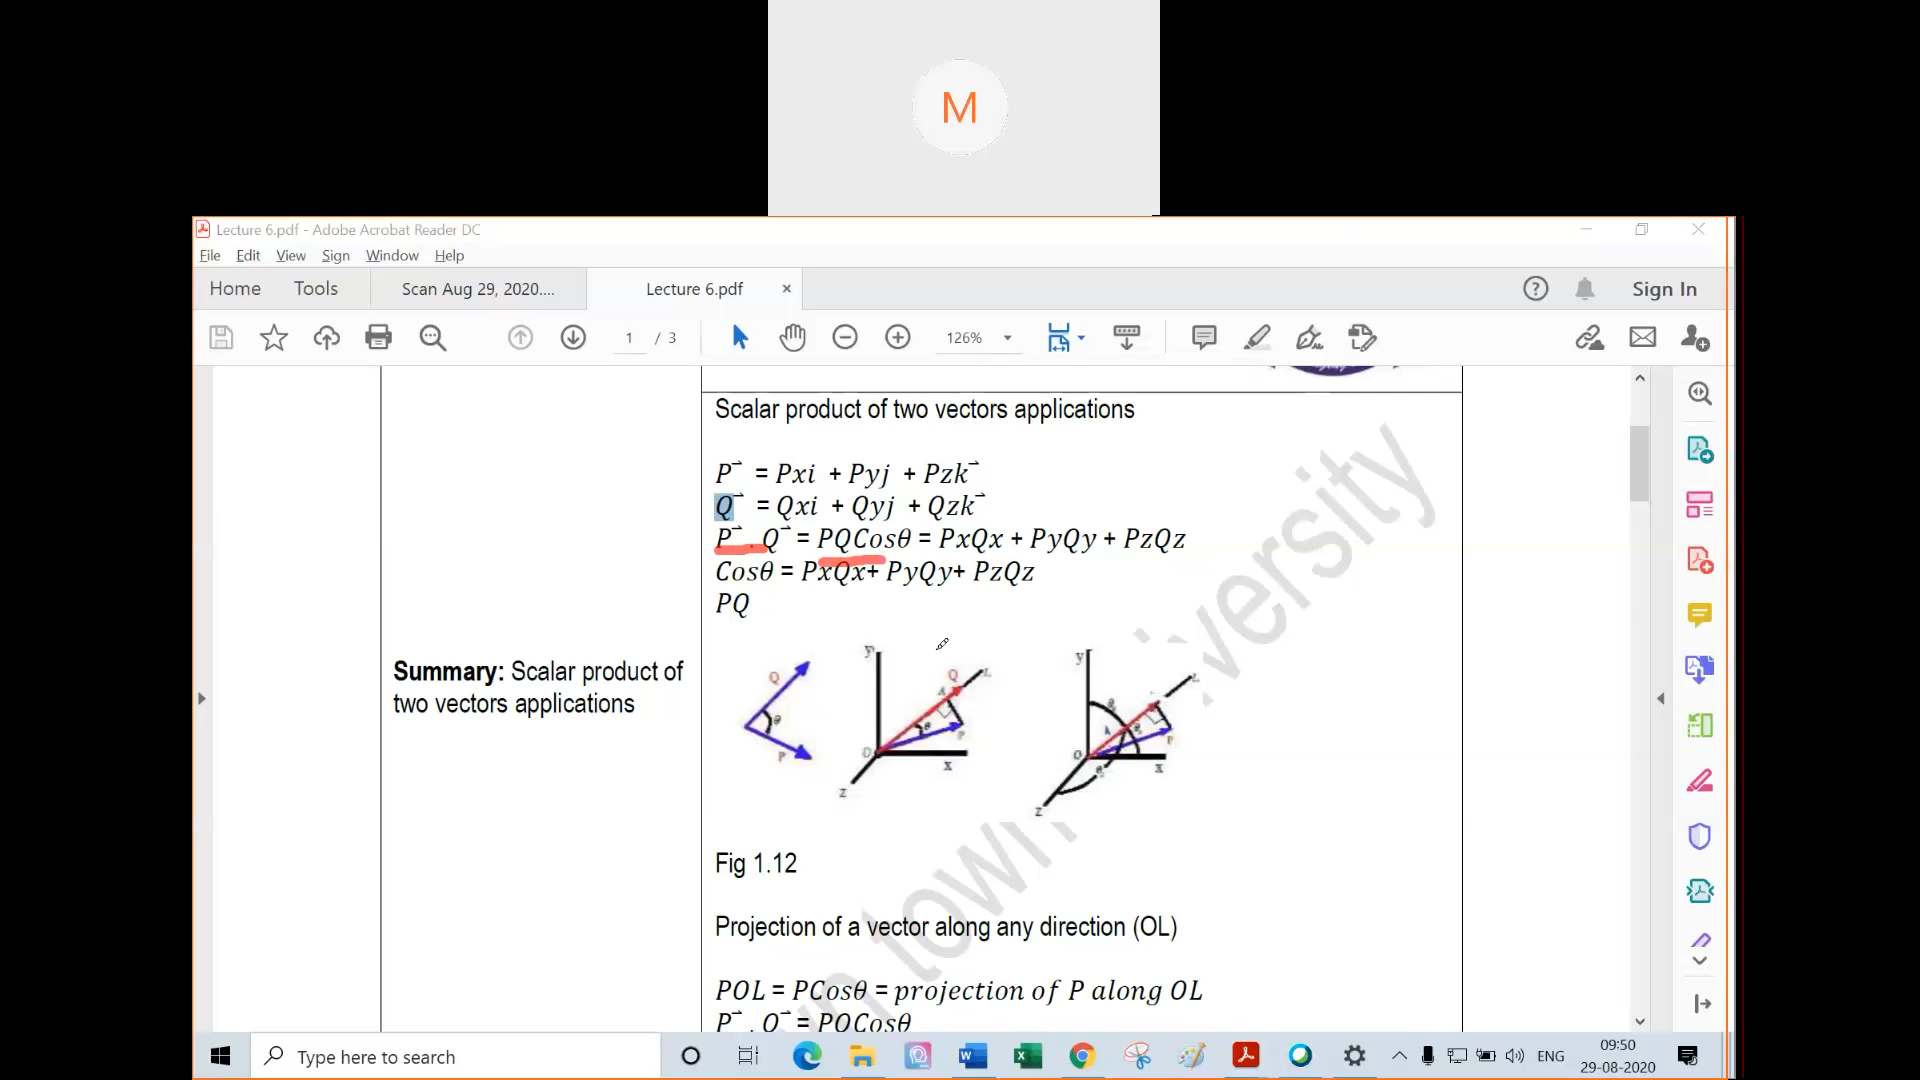 M
Lecture 6.pdf - Adobe Acrobat Reader DC
File Edit View Window Help
Home Tools Scan Aug 29, 2020.... Lecture 6.pdf × Sign In
1 / 3 126%
Scalar product of two vectors applications
P⃗ = Pxi + Pyj + Pzk⃗
Q⃗ = Qxi + Qyj + Qzk⃗
P⃗ . Q⃗ = PQCosθ = PxQx + PyQy + PzQz
Cosθ = PxQx+ PyQy+ PzQz
PQ
Summary: Scalar product of
two vectors applications
Q θ P
y A Q L θ P O x z
y L A P O x z
Fig 1.12
Projection of a vector along any direction (OL)
POL = PCosθ = projection of P along OL
P⃗ . Q⃗ = PQCosθ
Type here to search
ENG
09:50
29-08-2020